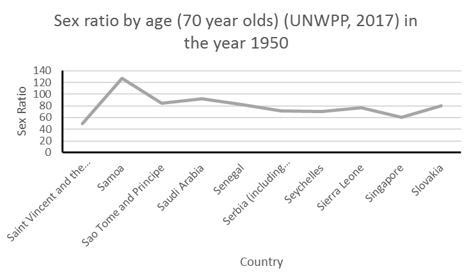 Sex ratio by age (70 year olds) (UNWPP, 2017) in
the year 1950
140
120
100
80
60
40
20
0
Sex Ratio
Saint Vincent and the...
Samoa
Sao Tome and Principe
Saudi Arabia
Senegal
Serbia (including...
Seychelles
Sierra Leone
Singapore
Slovakia
Country